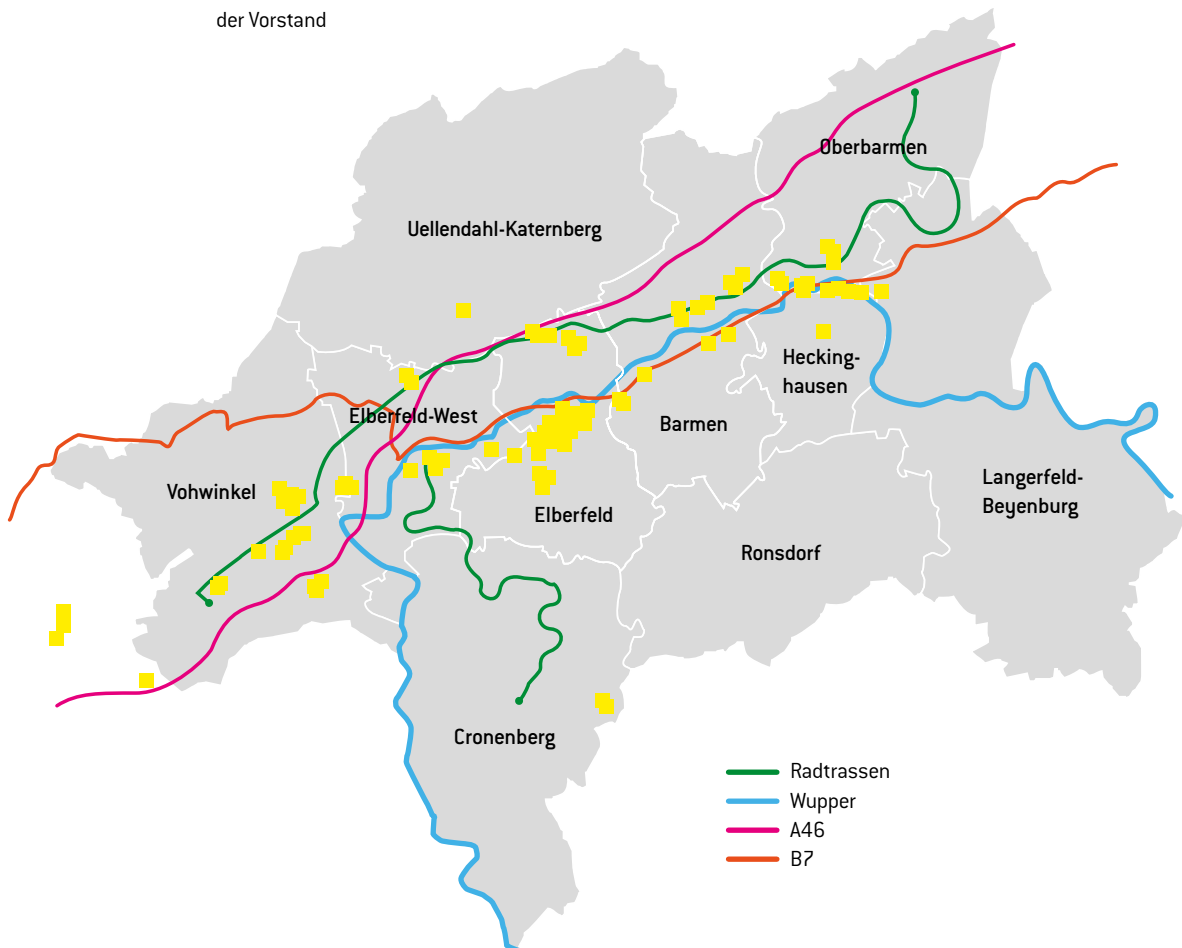 der Vorstand
Oberbarmen
Uellendahl-Katernberg
Hecking-
hausen
Elberfeld-West
Barmen
Vohwinkel
Langerfeld-
Beyenburg
Elberfeld
Ronsdorf
Cronenberg
Radtrassen
Wupper
A46
B7